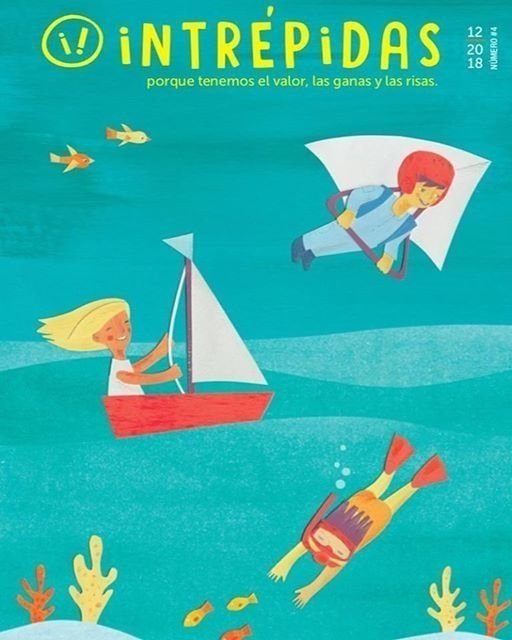 ¡! iNTRÉPiDAS
porque tenemos el valor, las ganas y las risas.
12
20
18
NÚMERO #4